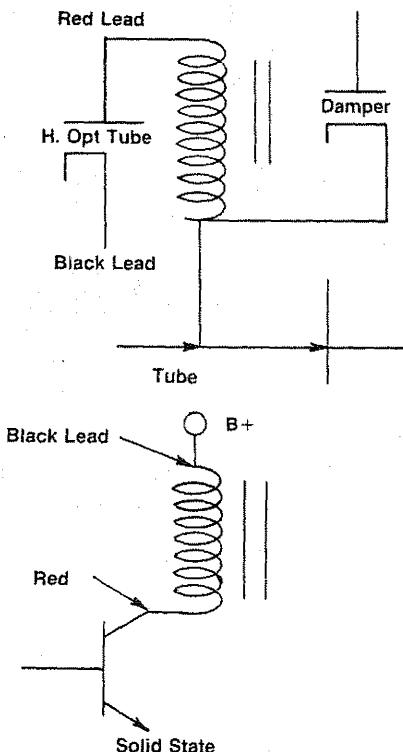 Red Lead
Damper
H. Opt Tube
Black Lead
Tube
B+
Black Lead
Red
Solid State